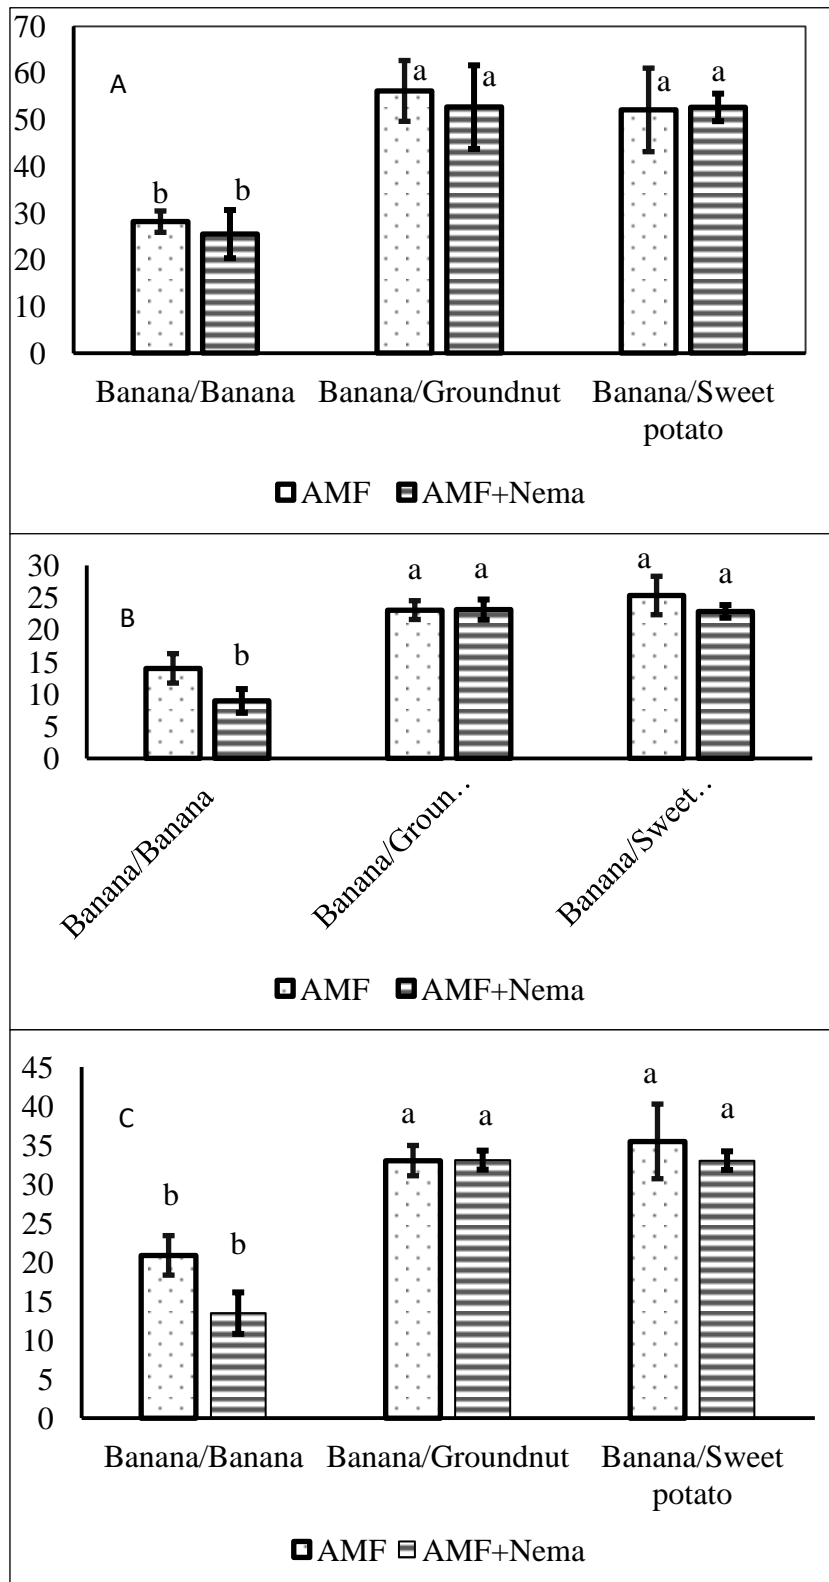 70
A
a
a
a
a
60
50
40
b
b
30
20
10
0
Banana/Banana
Banana/Groundnut
Banana/Sweet
potato
AMF
AMF+Nema
30
B
a
a
a
a
25
20
15
b
10
5
0
Banana/Banana
Banana/Groun…
Banana/Sweet…
AMF
AMF+Nema
45
C
a
a
a
a
40
35
30
b
b
25
20
15
10
5
0
Banana/Banana
Banana/Groundnut
Banana/Sweet
potato
AMF
AMF+Nema